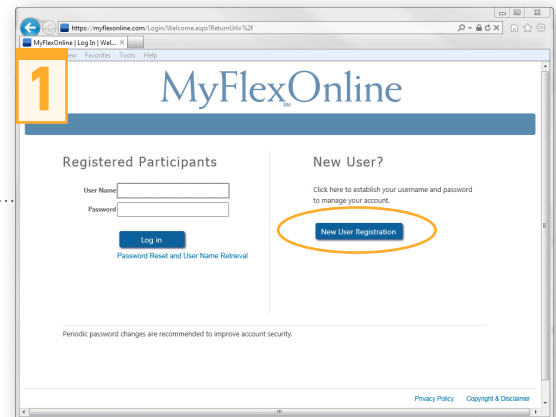 https://myflexonline.com/Login/Welcome.aspx?ReturnUrl=%2f
MyFlexOnline | Log In | Wel...
Favorites Tools Help
1
MyFlexOnline
SM
Registered Participants
User Name
Password
Log in
Password Reset and User Name Retrieval
New User?
Click here to establish your username and password
to manage your account.
New User Registration
Periodic password changes are recommended to improve account security.
Privacy Policy Copyright & Disclaimer